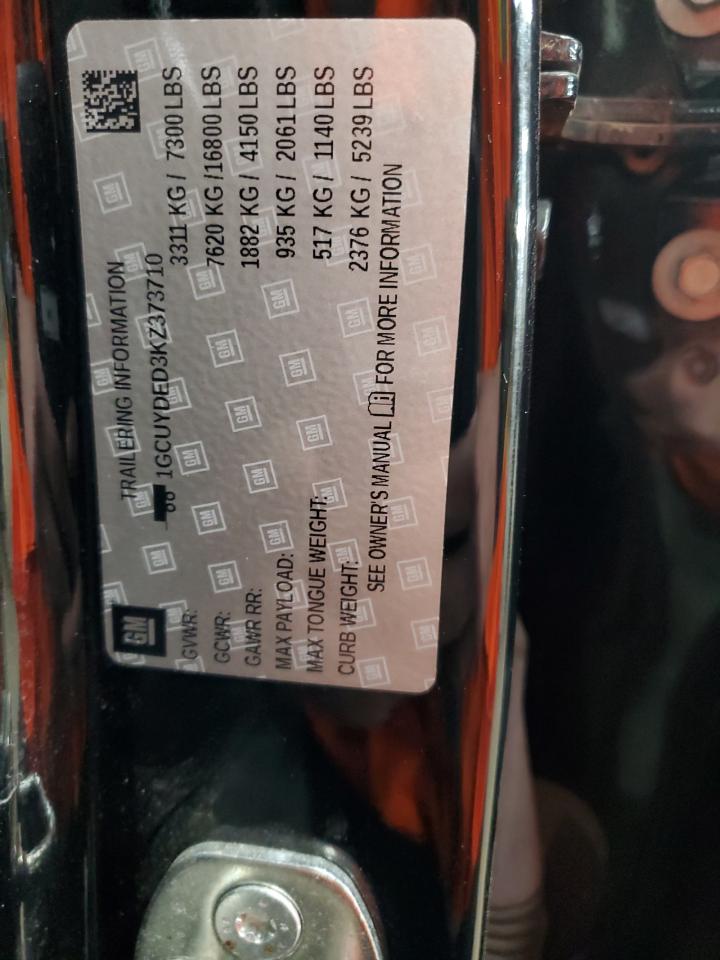 GM
TRAILERING INFORMATION
1GCUYDED3KZ373710
GVWR: 3311 KG / 7300 LBS
GCWR: 7620 KG /16800 LBS
GAWR RR: 1882 KG / 4150 LBS
MAX PAYLOAD: 935 KG / 2061 LBS
MAX TONGUE WEIGHT: 517 KG / 1140 LBS
CURB WEIGHT: 2376 KG / 5239 LBS
SEE OWNER'S MANUAL FOR MORE INFORMATION